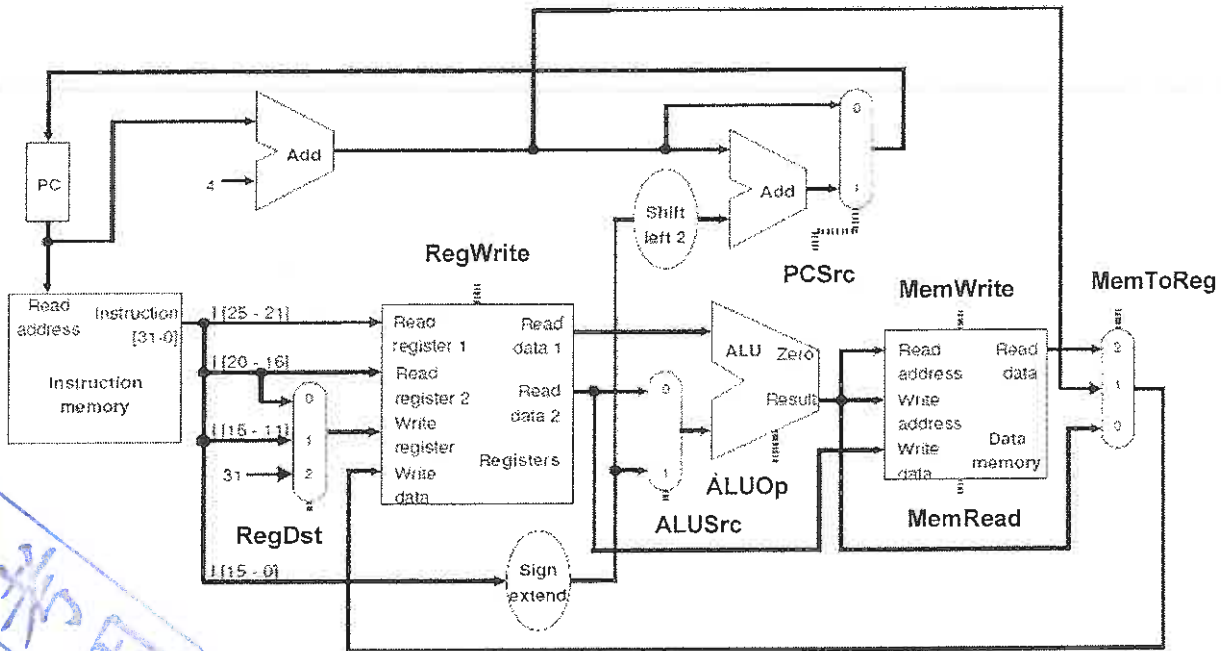 0
Add
PC
4
Add
1
Shift
left 2
RegWrite
PCSrc
MemWrite
MemToReg
Read
address
Instruction
[31-0]
Instruction
memory
I [25 - 21]
I [20 - 16]
I [15 - 11]
I [15 - 0]
0
1
2
31
RegDst
Read
register 1
Read
register 2
Write
register
Write
data
Read
data 1
Read
data 2
Registers
Sign
extend
0
1
ALUSrc
ALU
Zero
Result
ALUOp
Read
address
Write
address
Write
data
Read
data
Data
memory
MemRead
2
1
0